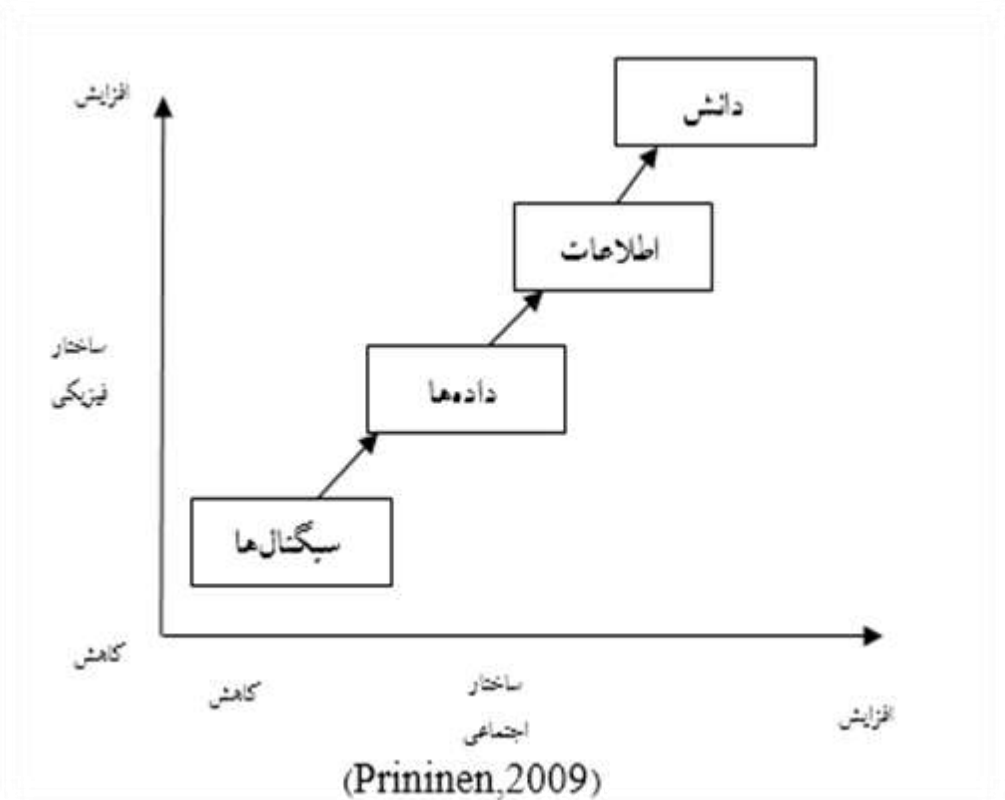 افزایش
دانش
اطلاعات
ساختار
فیزیکی
داده‌ها
سیگنال‌ها
کاهش
کاهش
ساختار
اجتماعی
افزایش
(Prininen,2009)